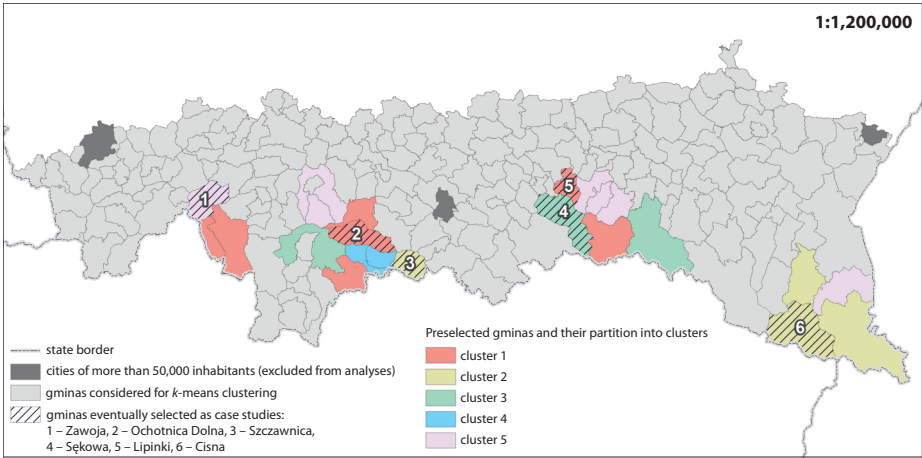 1:1,200,000
1
2
3
4
5
6
state border
cities of more than 50,000 inhabitants (excluded from analyses)
gminas considered for k-means clustering
gminas eventually selected as case studies:
1 – Zawoja, 2 – Ochotnica Dolna, 3 – Szczawnica,
4 – Sękowa, 5 – Lipinki, 6 – Cisna
Preselected gminas and their partition into clusters
cluster 1
cluster 2
cluster 3
cluster 4
cluster 5